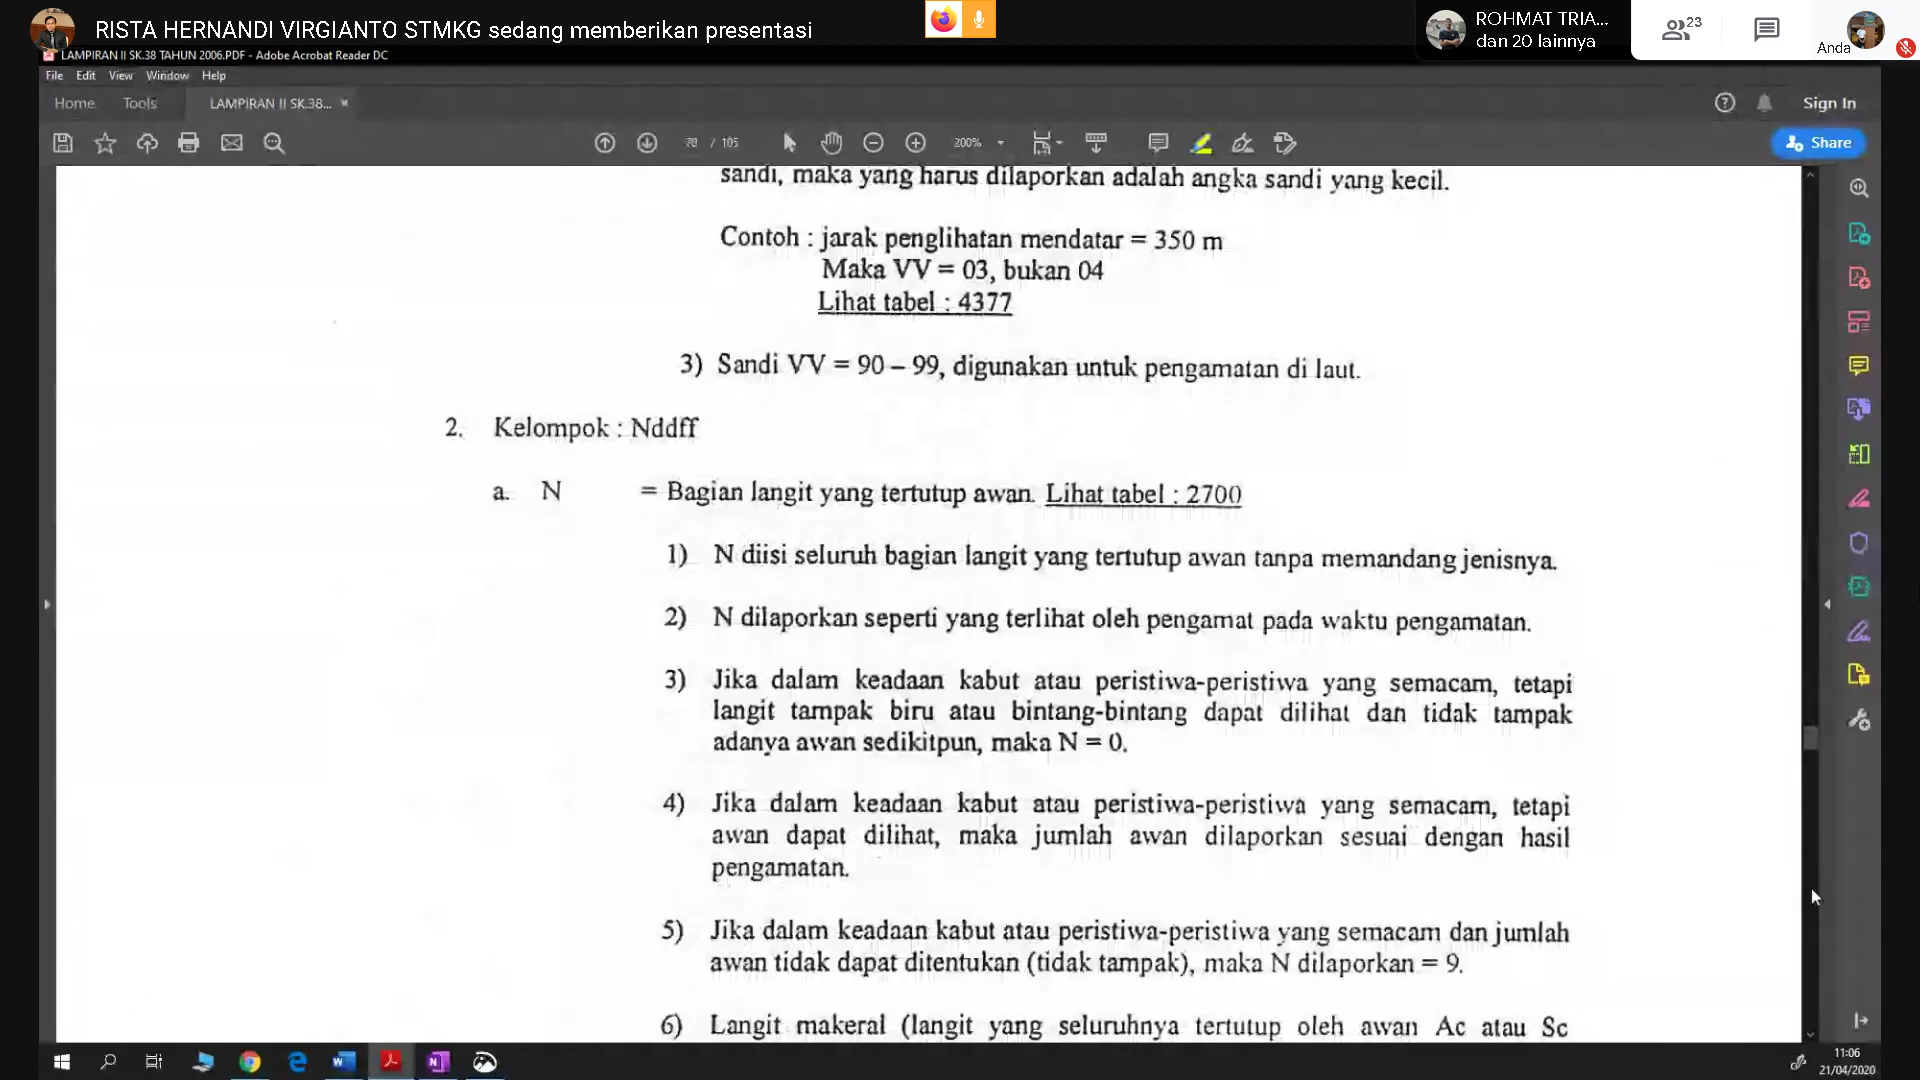 RISTA HERNANDI VIRGIANTO STMKG sedang memberikan presentasi
ROHMAT TRIA...
dan 20 lainnya
23
Anda
LAMPIRAN II SK.38 TAHUN 2006.PDF - Adobe Acrobat Reader DC
File Edit View Window Help
Home Tools LAMPIRAN II SK.38... ×
Sign In
78 / 105
200%
Share
sandi, maka yang harus dilaporkan adalah angka sandi yang kecil.
Contoh : jarak penglihatan mendatar = 350 m
Maka VV = 03, bukan 04
Lihat tabel : 4377
3) Sandi VV = 90 – 99, digunakan untuk pengamatan di laut.
2. Kelompok : Nddff
a. N = Bagian langit yang tertutup awan. Lihat tabel : 2700
1) N diisi seluruh bagian langit yang tertutup awan tanpa memandang jenisnya.
2) N dilaporkan seperti yang terlihat oleh pengamat pada waktu pengamatan.
3) Jika dalam keadaan kabut atau peristiwa-peristiwa yang semacam, tetapi
langit tampak biru atau bintang-bintang dapat dilihat dan tidak tampak
adanya awan sedikitpun, maka N = 0.
4) Jika dalam keadaan kabut atau peristiwa-peristiwa yang semacam, tetapi
awan dapat dilihat, maka jumlah awan dilaporkan sesuai dengan hasil
pengamatan.
5) Jika dalam keadaan kabut atau peristiwa-peristiwa yang semacam dan jumlah
awan tidak dapat ditentukan (tidak tampak), maka N dilaporkan = 9.
6) Langit makeral (langit yang seluruhnya tertutup oleh awan Ac atau Sc
11:06
21/04/2020